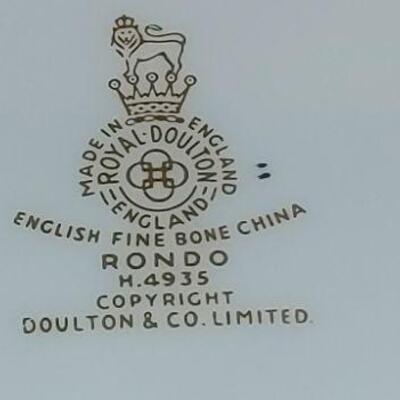 MADE IN ENGLAND
ROYAL·DOULTON
ENGLAND
ENGLISH FINE BONE CHINA
RONDO
H.4935
COPYRIGHT
DOULTON & CO. LIMITED.